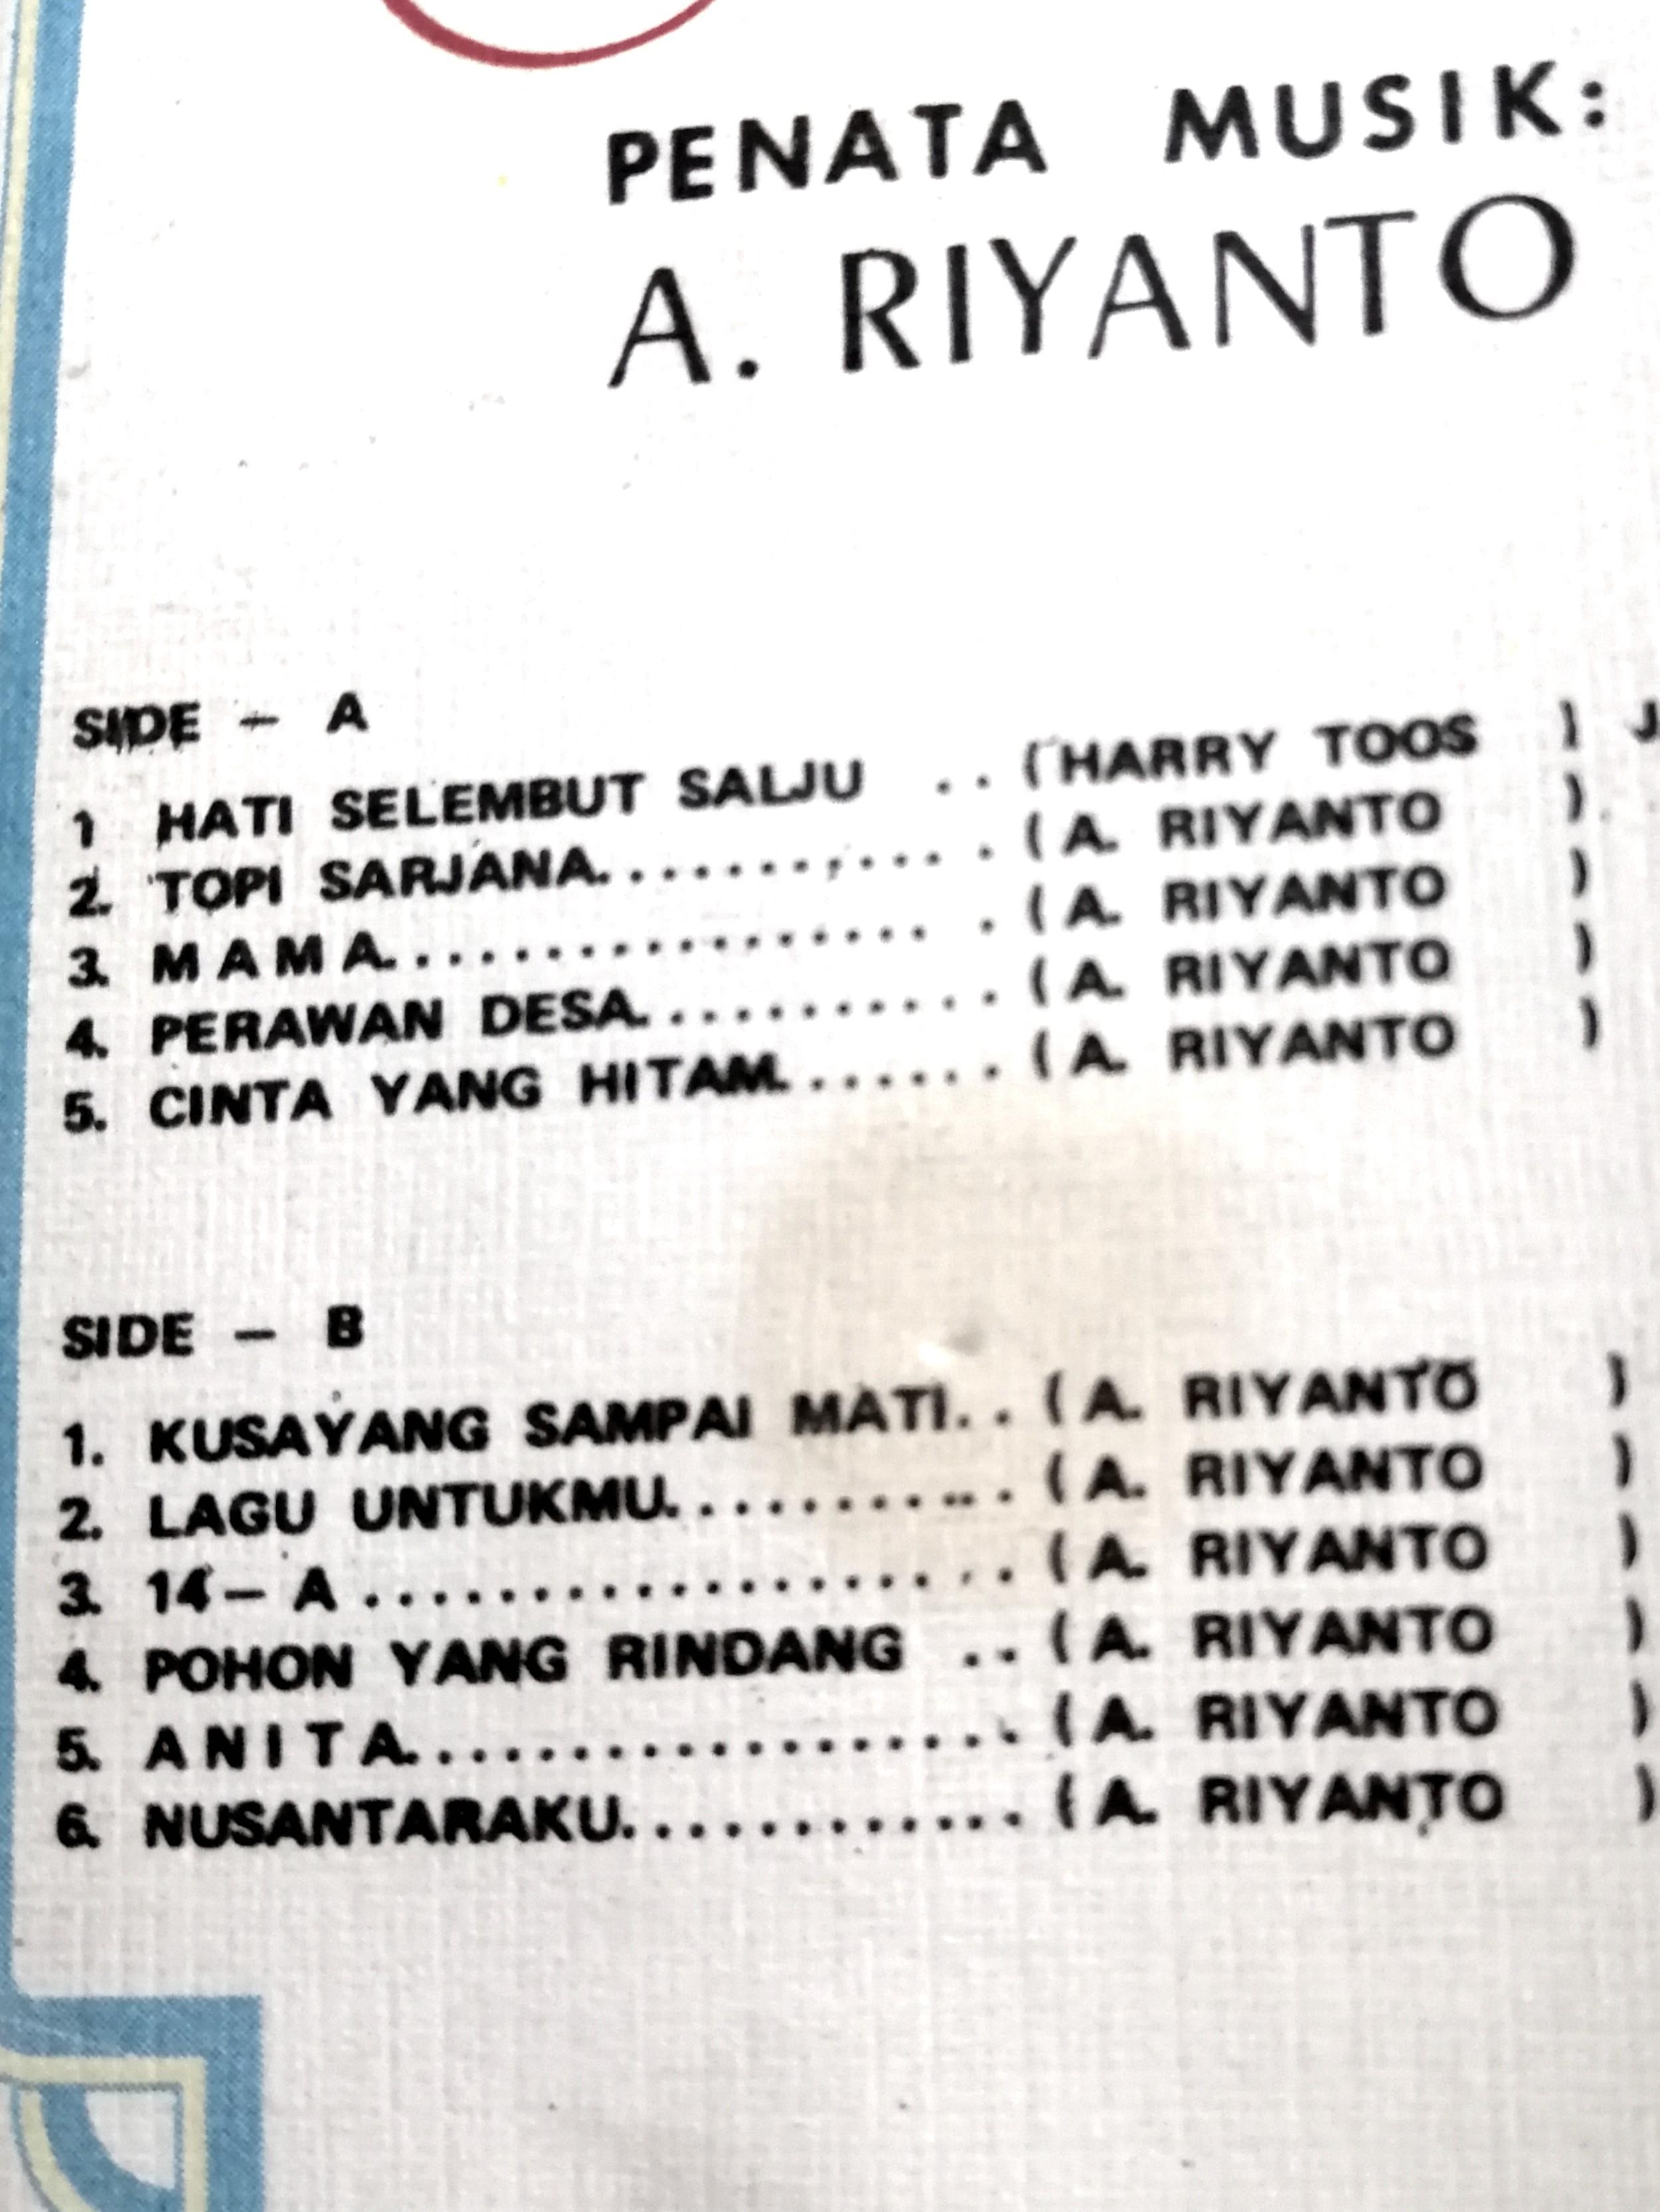 PENATA MUSIK:
A. RIYANTO
SIDE - A
1 HATI SELEMBUT SALJU .. (HARRY TOOS ) J
2. TOPI SARJANA............ ( A. RIYANTO )
3. M A M A................... ( A. RIYANTO )
4. PERAWAN DESA........... ( A. RIYANTO )
5. CINTA YANG HITAM....... ( A. RIYANTO )
SIDE - B
1. KUSAYANG SAMPAI MATI.. ( A. RIYANTO )
2. LAGU UNTUKMU............ ( A. RIYANTO )
3. 14 - A ..................... ( A. RIYANTO )
4. POHON YANG RINDANG .. ( A. RIYANTO )
5. A N I T A.................... ( A. RIYANTO )
6. NUSANTARAKU............. ( A. RIYANTO )